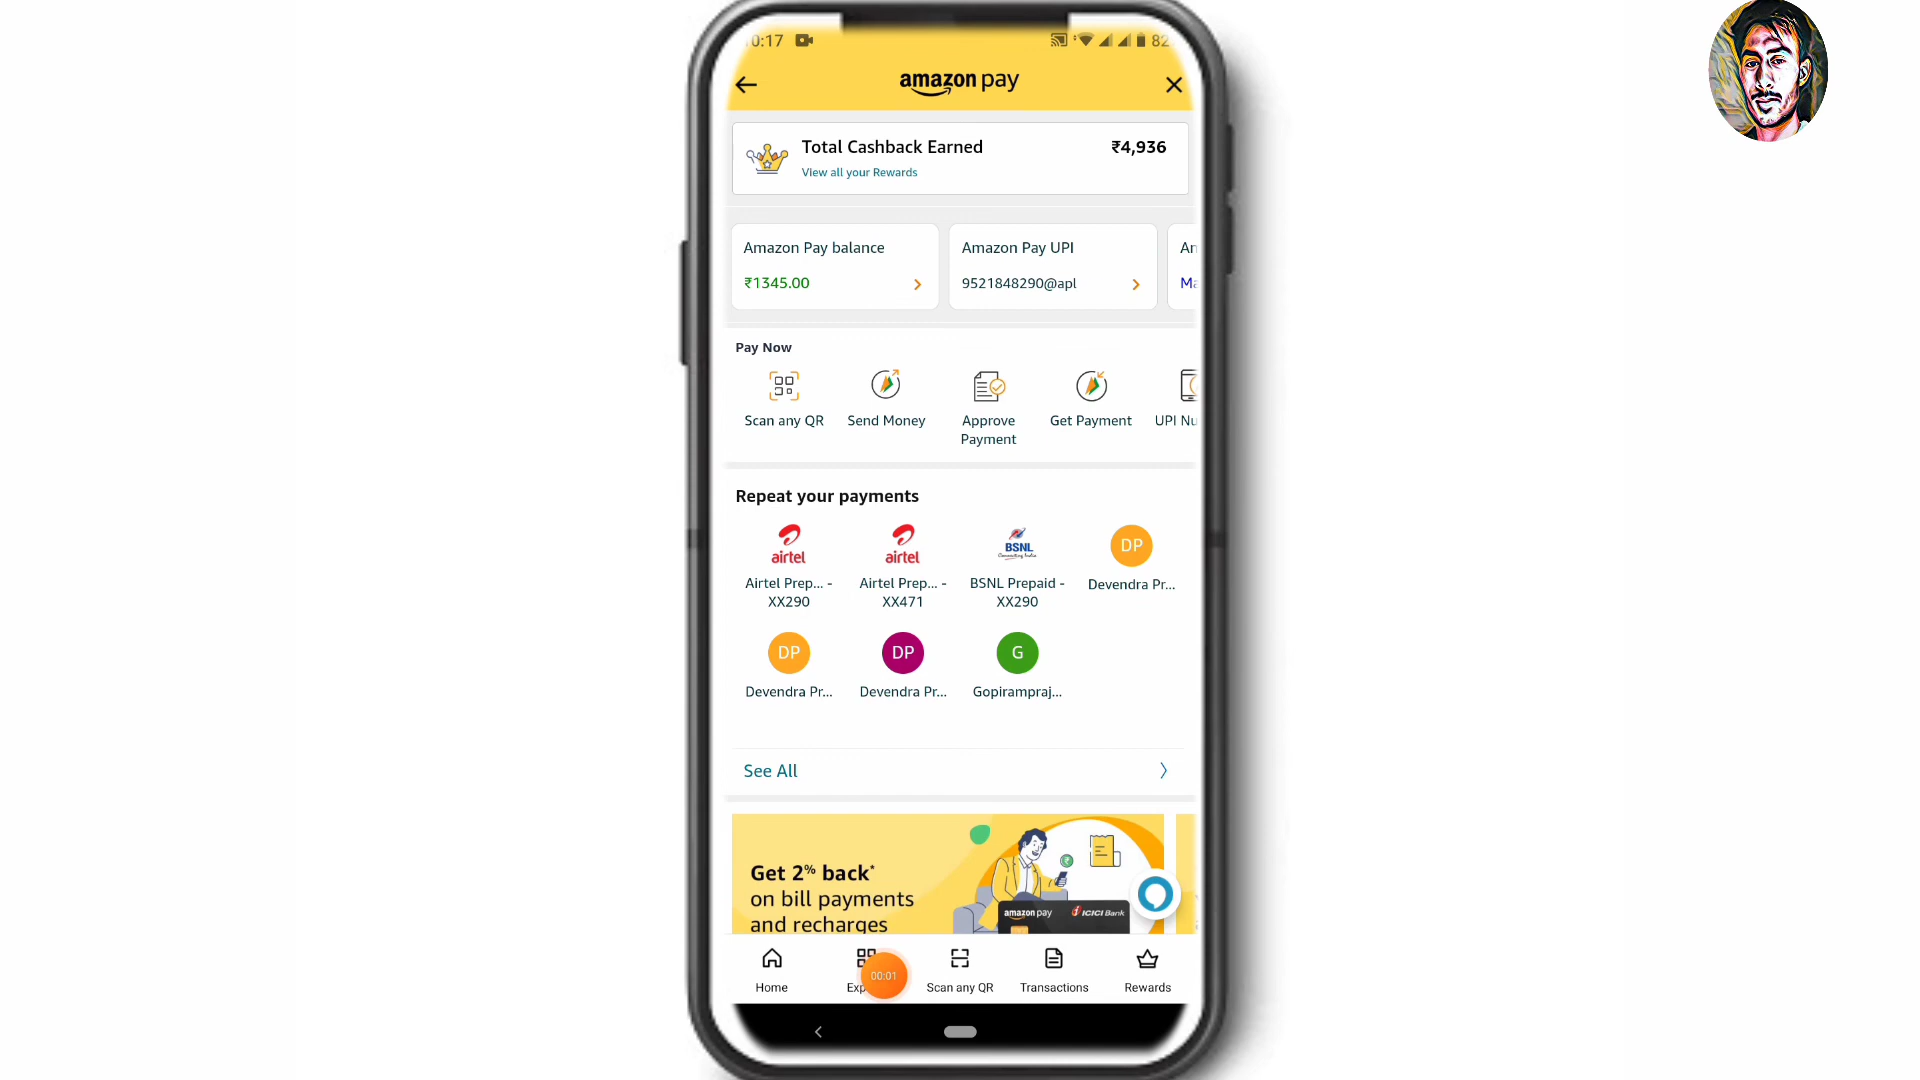 0:17
82
amazon pay
Total Cashback Earned
₹4,936
View all your Rewards
Amazon Pay balance
₹1345.00
Amazon Pay UPI
9521848290@apl
Pay Now
Scan any QR
Send Money
Approve
Payment
Get Payment
UPI
Repeat your payments
airtel
Airtel Prep... -
XX290
airtel
Airtel Prep... -
XX471
BSNL
BSNL Prepaid -
XX290
DP
Devendra Pr...
DP
Devendra Pr...
DP
Devendra Pr...
G
Gopirampraj...
See All
Get 2% back*
on bill payments
and recharges
amazon pay
ICICI Bank
Home
00:01
Scan any QR
Transactions
Rewards